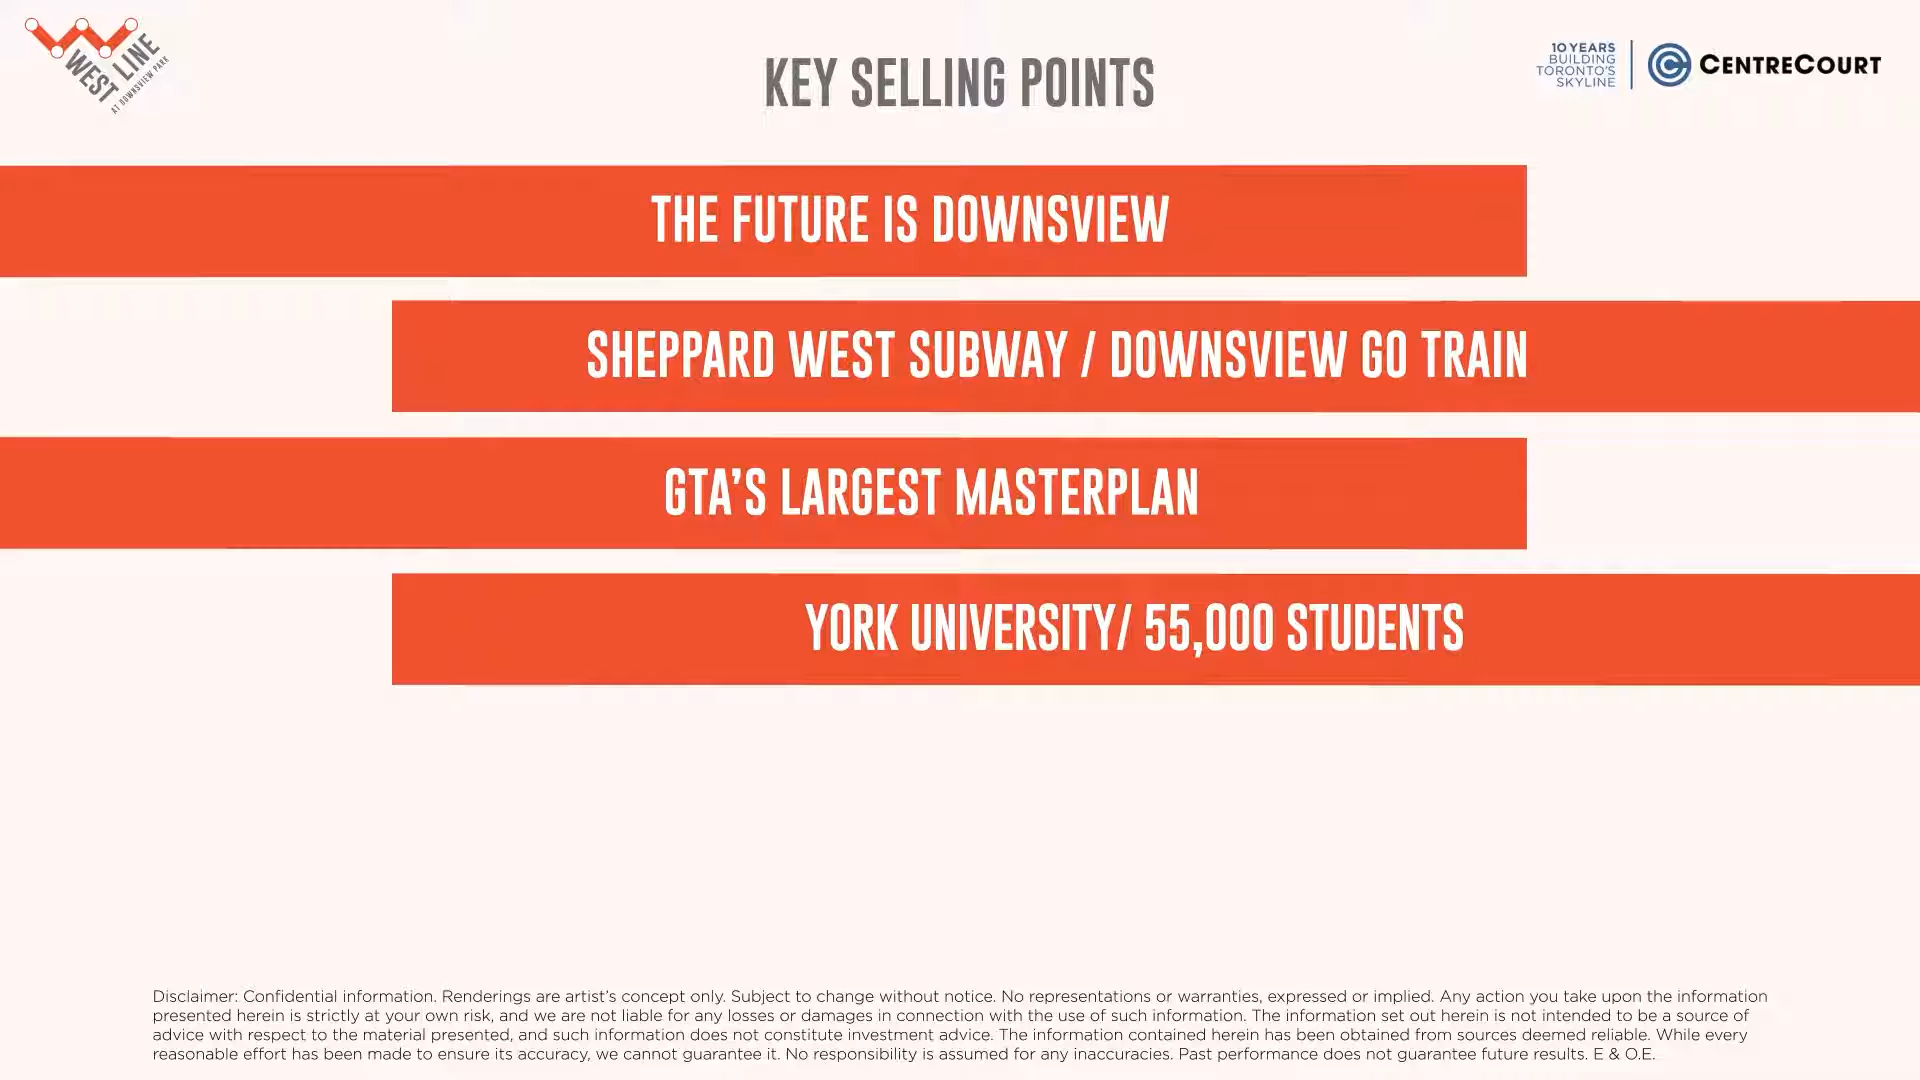 WEST LINE
AT DOWNSVIEW PARK
KEY SELLING POINTS
10 YEARS
BUILDING
TORONTO'S
SKYLINE
CENTRECOURT
THE FUTURE IS DOWNSVIEW
SHEPPARD WEST SUBWAY / DOWNSVIEW GO TRAIN
GTA'S LARGEST MASTERPLAN
YORK UNIVERSITY/ 55,000 STUDENTS
Disclaimer: Confidential information. Renderings are artist's concept only. Subject to change without notice. No representations or warranties, expressed or implied. Any action you take upon the information
presented herein is strictly at your own risk, and we are not liable for any losses or damages in connection with the use of such information. The information set out herein is not intended to be a source of
advice with respect to the material presented, and such information does not constitute investment advice. The information contained herein has been obtained from sources deemed reliable. While every
reasonable effort has been made to ensure its accuracy, we cannot guarantee it. No responsibility is assumed for any inaccuracies. Past performance does not guarantee future results. E & O.E.